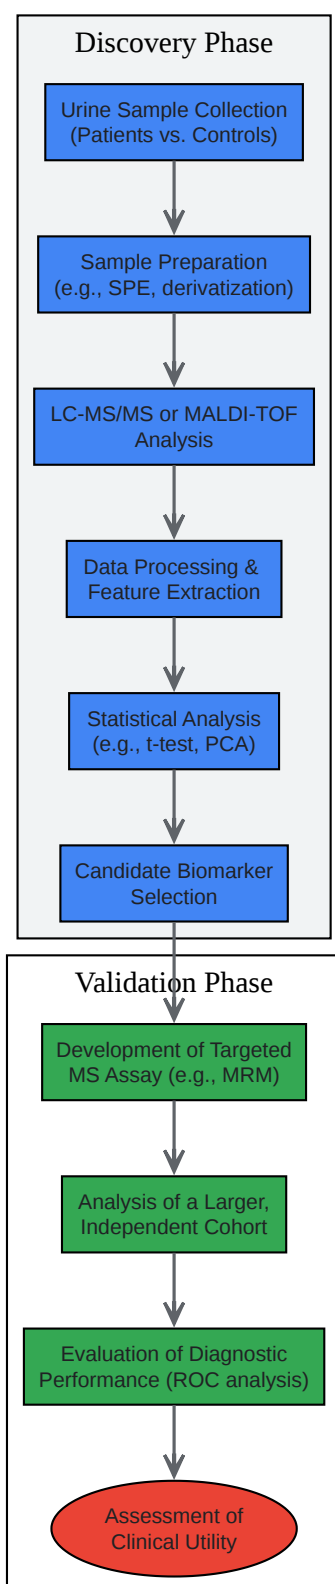 Discovery Phase
Urine Sample Collection
(Patients vs. Controls)
Sample Preparation
(e.g., SPE, derivatization)
LC-MS/MS or MALDI-TOF
Analysis
Data Processing &
Feature Extraction
Statistical Analysis
(e.g., t-test, PCA)
Candidate Biomarker
Selection
Validation Phase
Development of Targeted
MS Assay (e.g., MRM)
Analysis of a Larger,
Independent Cohort
Evaluation of Diagnostic
Performance (ROC analysis)
Assessment of
Clinical Utility